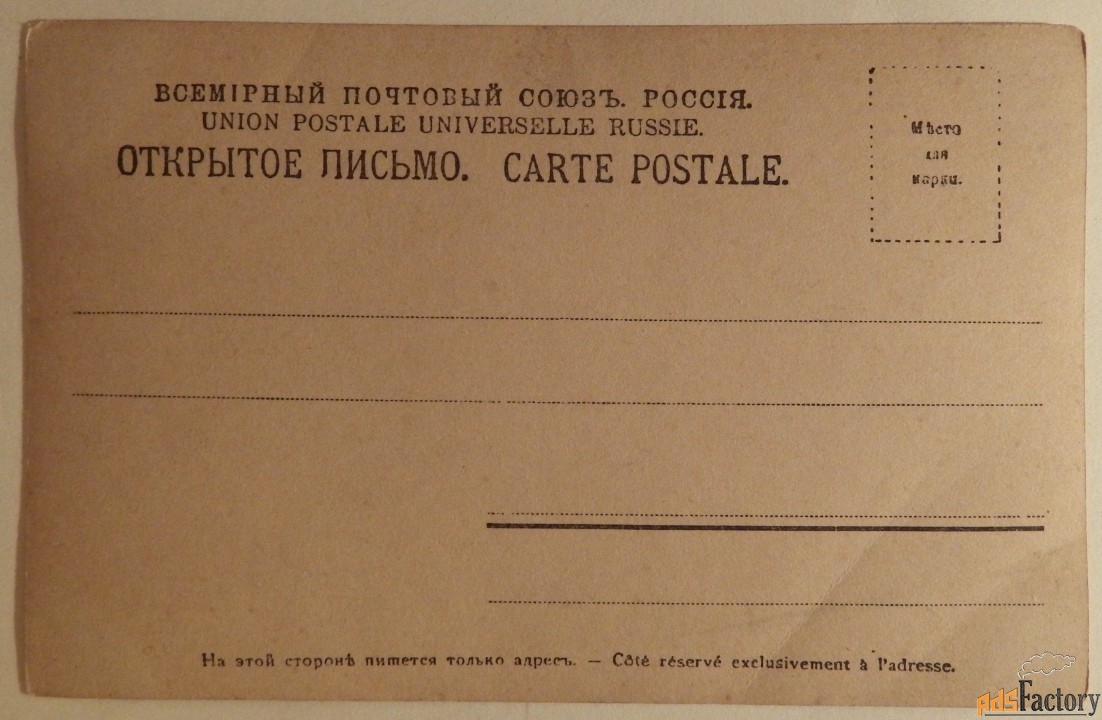 ВСЕМІРНЫЙ ПОЧТОВЫЙ СОЮЗЪ. РОССІЯ.
UNION POSTALE UNIVERSELLE RUSSIE.
ОТКРЫТОЕ ПИСЬМО. CARTE POSTALE.
Мѣсто
для
марки.
На этой сторонѣ пишется только адресъ. — Côté réservé exclusivement à l'adresse.
adsFactory